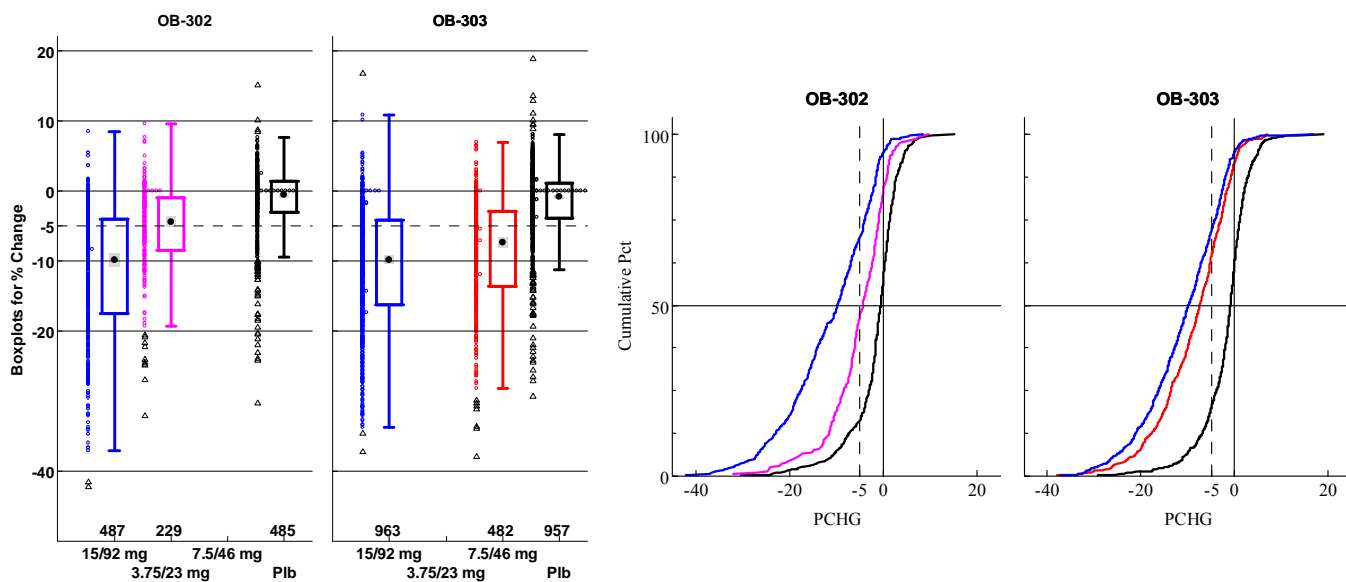 OB-302
OB-303
Boxplots for % Change
20
10
0
-5
-10
-20
-40
487
229
485
963
482
957
15/92 mg
7.5/46 mg
15/92 mg
7.5/46 mg
3.75/23 mg
Plb
3.75/23 mg
Plb
OB-302
OB-303
Cumulative Pct
100
50
0
-40
-20
-5
0
20
-40
-20
-5
0
20
PCHG
PCHG